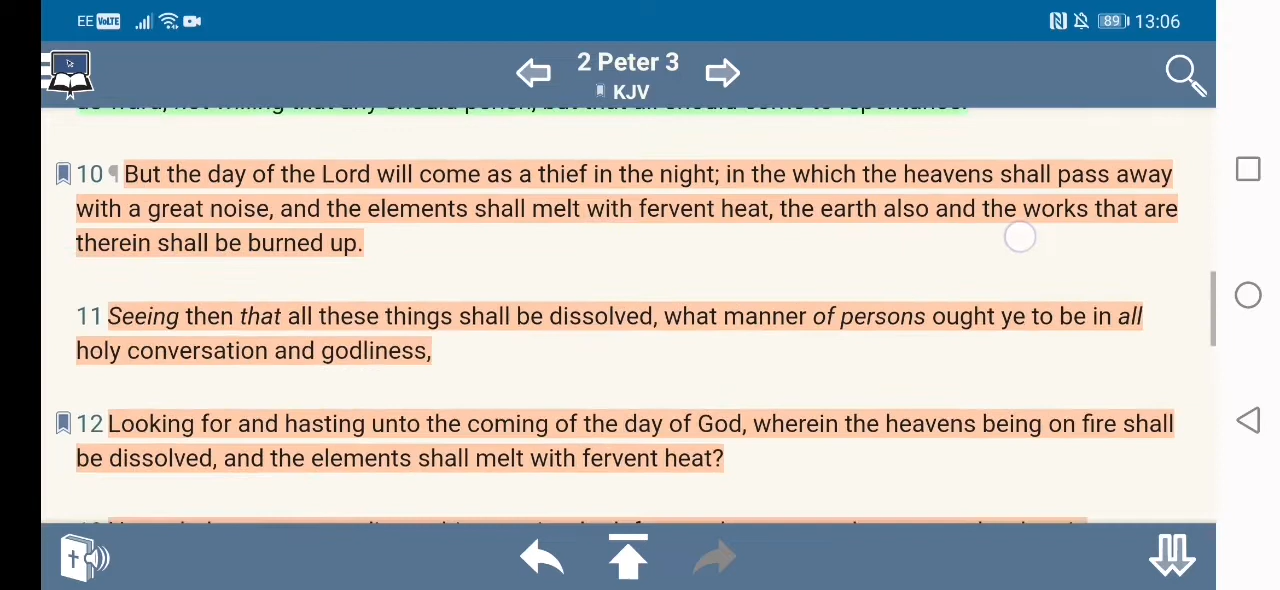 EE VoLTE 89 13:06
2 Peter 3
KJV
10 ¶ But the day of the Lord will come as a thief in the night; in the which the heavens shall pass away
with a great noise, and the elements shall melt with fervent heat, the earth also and the works that are
therein shall be burned up.
11 Seeing then that all these things shall be dissolved, what manner of persons ought ye to be in all
holy conversation and godliness,
12 Looking for and hasting unto the coming of the day of God, wherein the heavens being on fire shall
be dissolved, and the elements shall melt with fervent heat?